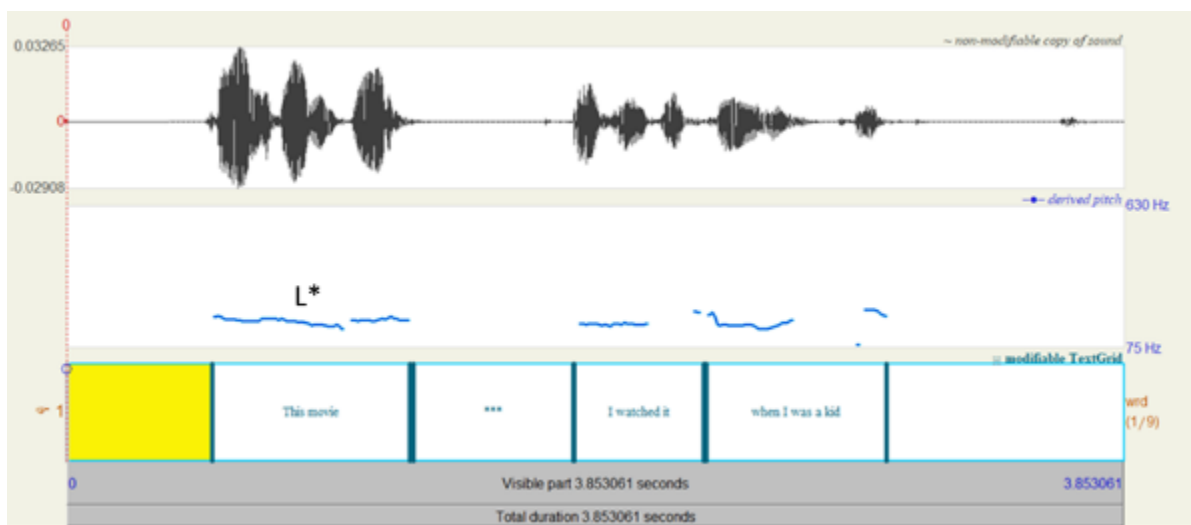 0
0.03265
~ non-modifiable copy of sound
0
-0.02908
derived pitch 630 Hz
L*
75 Hz
modifiable TextGrid
1 This movie *** I watched it when I was a kid wrd
(1/9)
0 Visible part 3.853061 seconds 3.853061
Total duration 3.853061 seconds